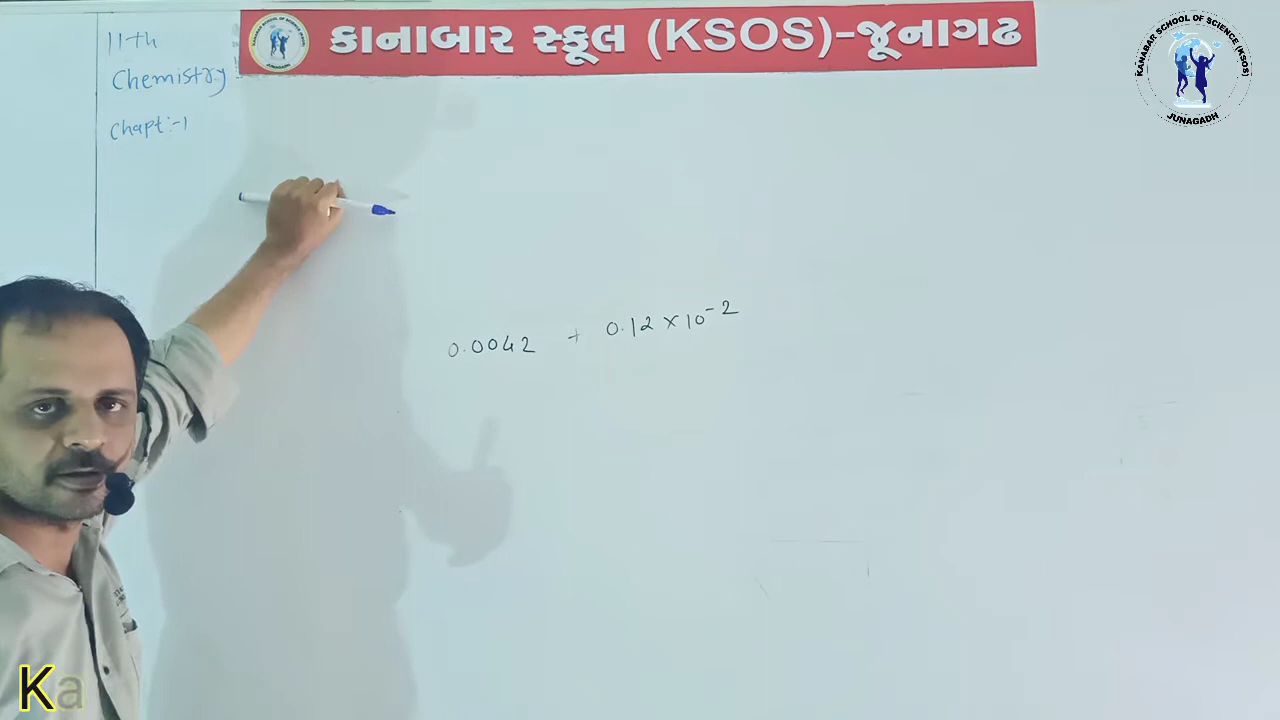 કાનાબાર સ્કૂલ (KSOS)-જૂનાગઢ
KANABAR SCHOOL OF SCIENCE (KSOS)
JUNAGADH
11th
Chemistry
Chapt:-1
0.0042 + 0.12 × 10⁻²
Ka